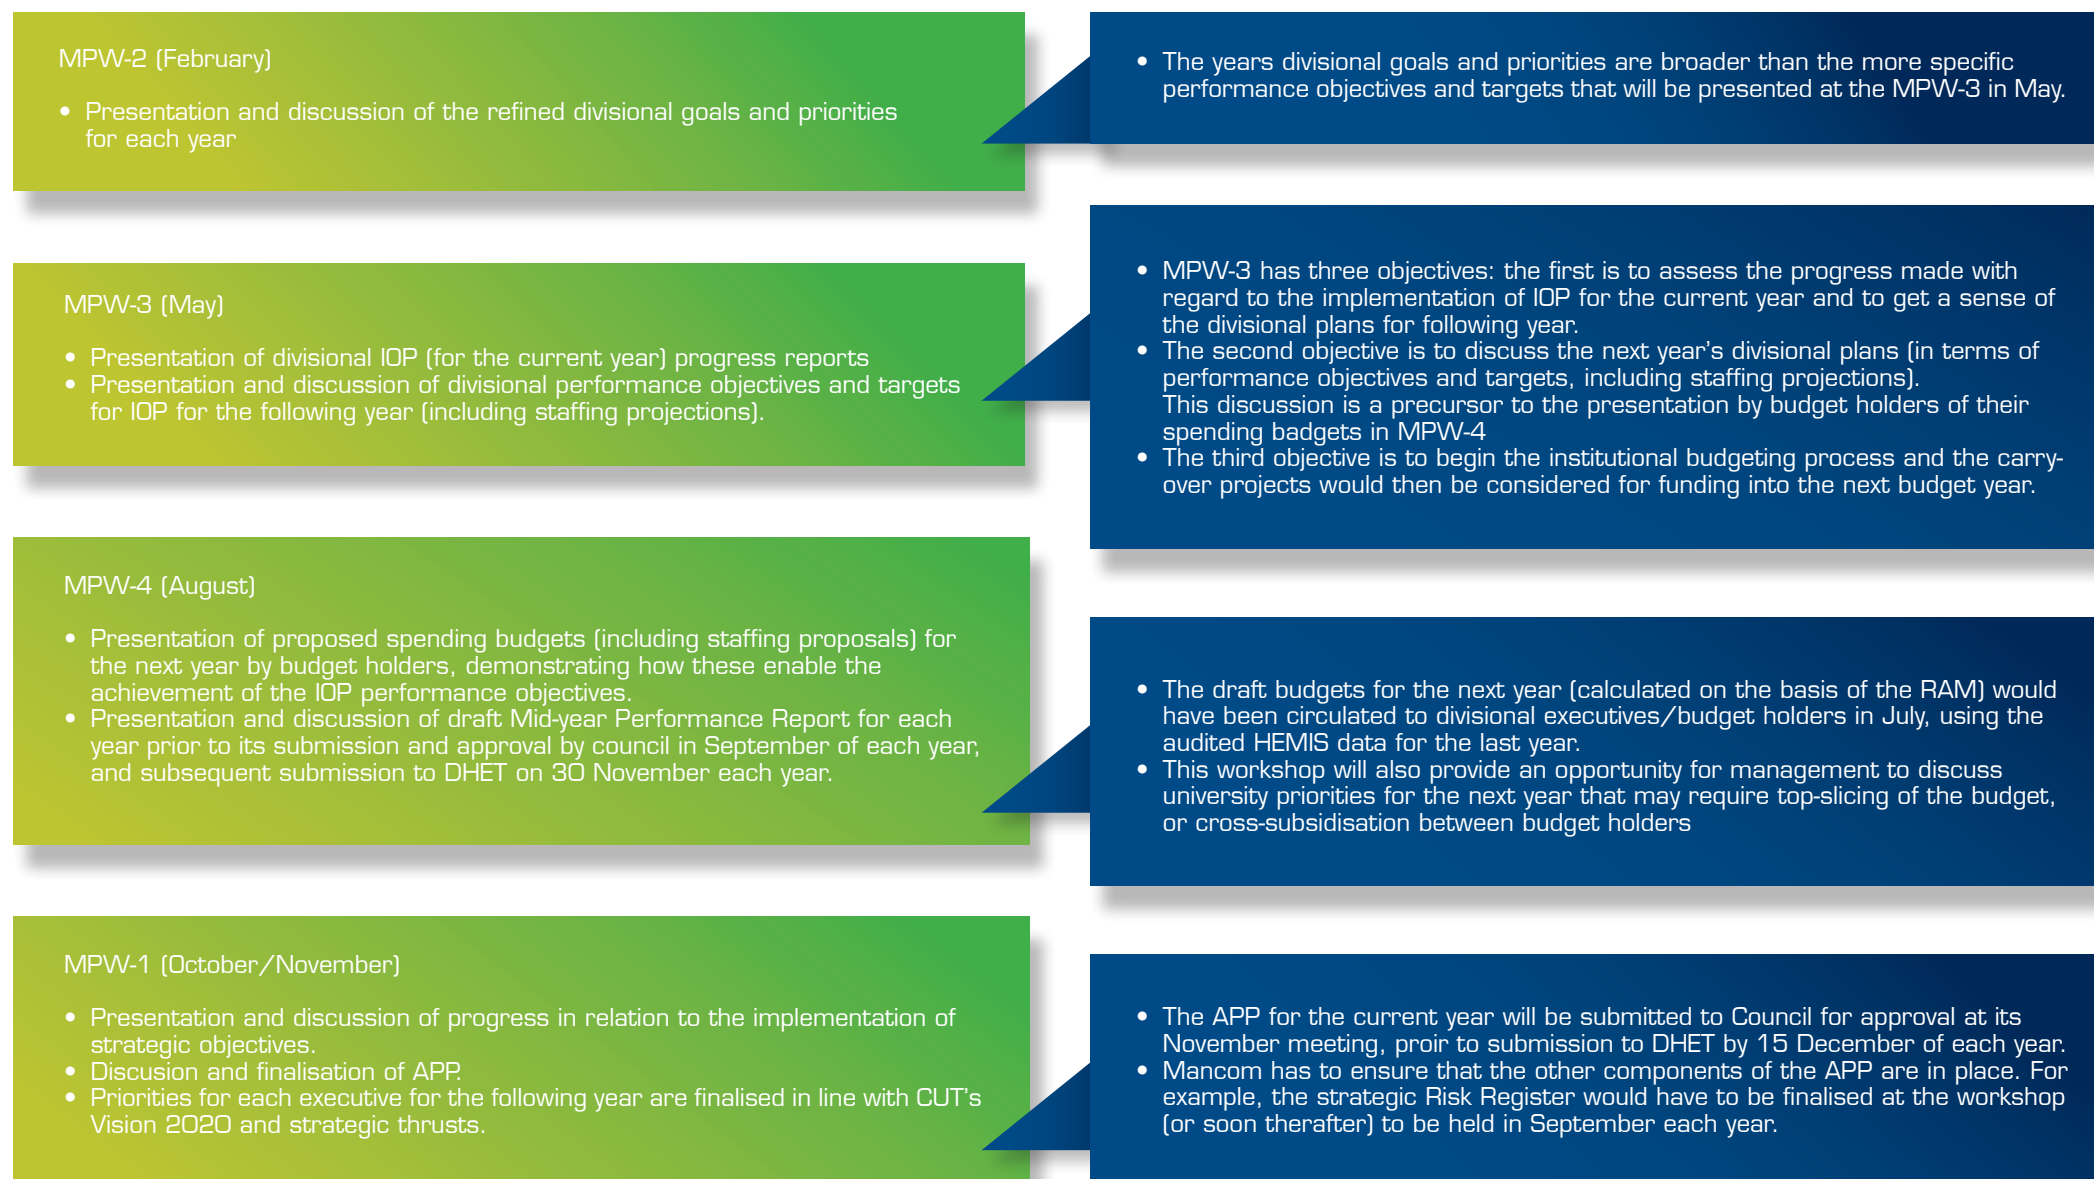 MPW-2 (February)
• Presentation and discussion of the refined divisional goals and priorities
for each year
• The years divisional goals and priorities are broader than the more specific
performance objectives and targets that will be presented at the MPW-3 in May.
MPW-3 (May)
• Presentation of divisional IOP (for the current year) progress reports
• Presentation and discussion of divisional performance objectives and targets
for IOP for the following year (including staffing projections).
• MPW-3 has three objectives: the first is to assess the progress made with
regard to the implementation of IOP for the current year and to get a sense of
the divisional plans for following year.
• The second objective is to discuss the next year's divisional plans (in terms of
performance objectives and targets, including staffing projections).
This discussion is a precursor to the presentation by budget holders of their
spending badgets in MPW-4
• The third objective is to begin the institutional budgeting process and the carry-
over projects would then be considered for funding into the next budget year.
MPW-4 (August)
• Presentation of proposed spending budgets (including staffing proposals) for
the next year by budget holders, demonstrating how these enable the
achievement of the IOP performance objectives.
• Presentation and discussion of draft Mid-year Performance Report for each
year prior to its submission and approval by council in September of each year,
and subsequent submission to DHET on 30 November each year.
• The draft budgets for the next year (calculated on the basis of the RAM) would
have been circulated to divisional executives/budget holders in July, using the
audited HEMIS data for the last year.
• This workshop will also provide an opportunity for management to discuss
university priorities for the next year that may require top-slicing of the budget,
or cross-subsidisation between budget holders
MPW-1 (October/November)
• Presentation and discussion of progress in relation to the implementation of
strategic objectives.
• Discusion and finalisation of APP.
• Priorities for each executive for the following year are finalised in line with CUT's
Vision 2020 and strategic thrusts.
• The APP for the current year will be submitted to Council for approval at its
November meeting, proir to submission to DHET by 15 December of each year.
• Mancom has to ensure that the other components of the APP are in place. For
example, the strategic Risk Register would have to be finalised at the workshop
(or soon therafter) to be held in September each year.